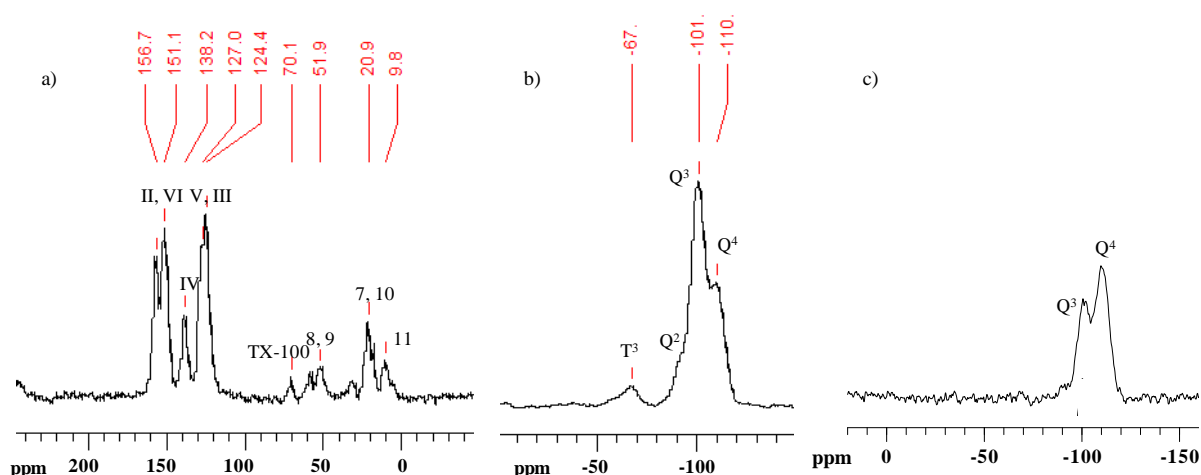 a)
156.7
151.1
138.2
127.0
124.4
70.1
51.9
20.9
9.8
II, VI V, III
IV
TX-100
8, 9
7, 10
11
200 150 100 50 0
ppm
b)
-67.
-101.
-110.
Q3
Q4
Q2
T3
-50 -100
ppm
c)
Q4
Q3
ppm 0 -50 -100 -150